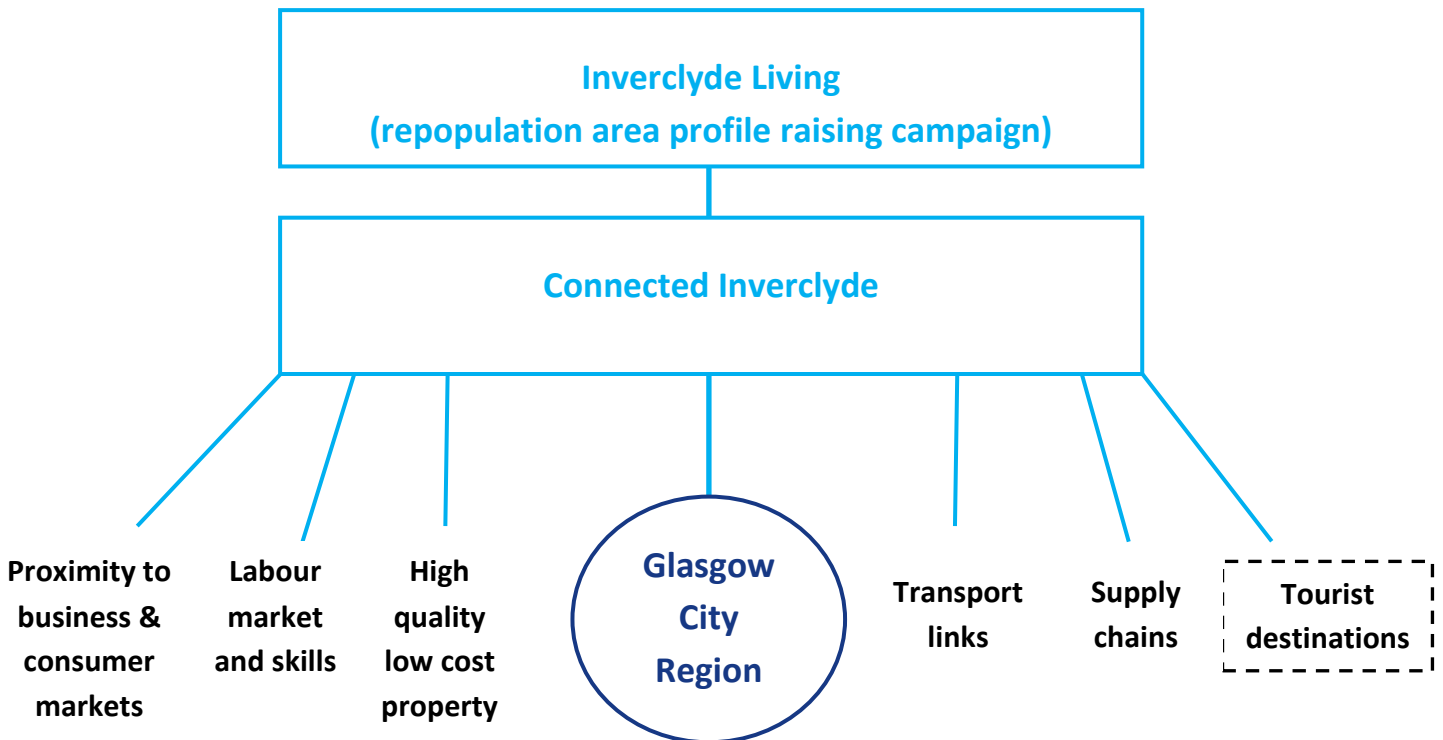 Inverclyde Living
(repopulation area profile raising campaign)
Connected Inverclyde
Proximity to
business &
consumer
markets
Labour
market
and skills
High
quality
low cost
property
Glasgow
City
Region
Transport
links
Supply
chains
Tourist
destinations